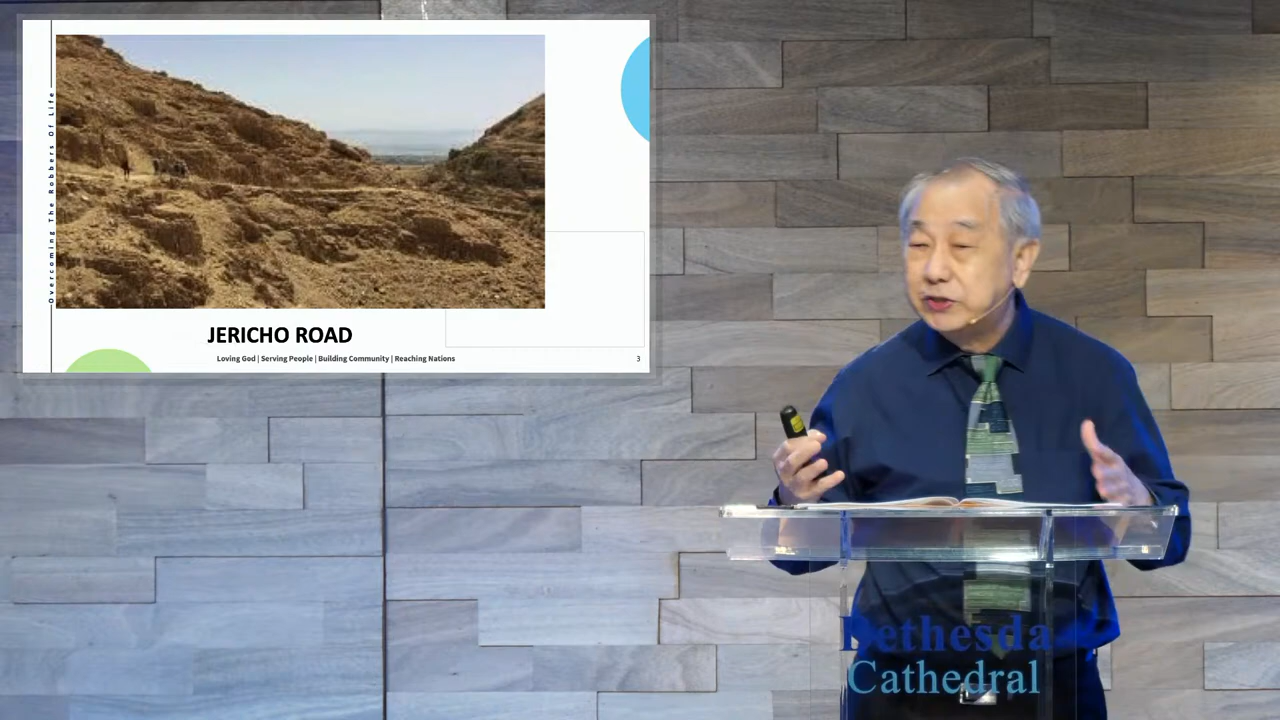 Overcoming The Robbers Of Life
JERICHO ROAD
Loving God | Serving People | Building Community | Reaching Nations
3
Bethesda
Cathedral